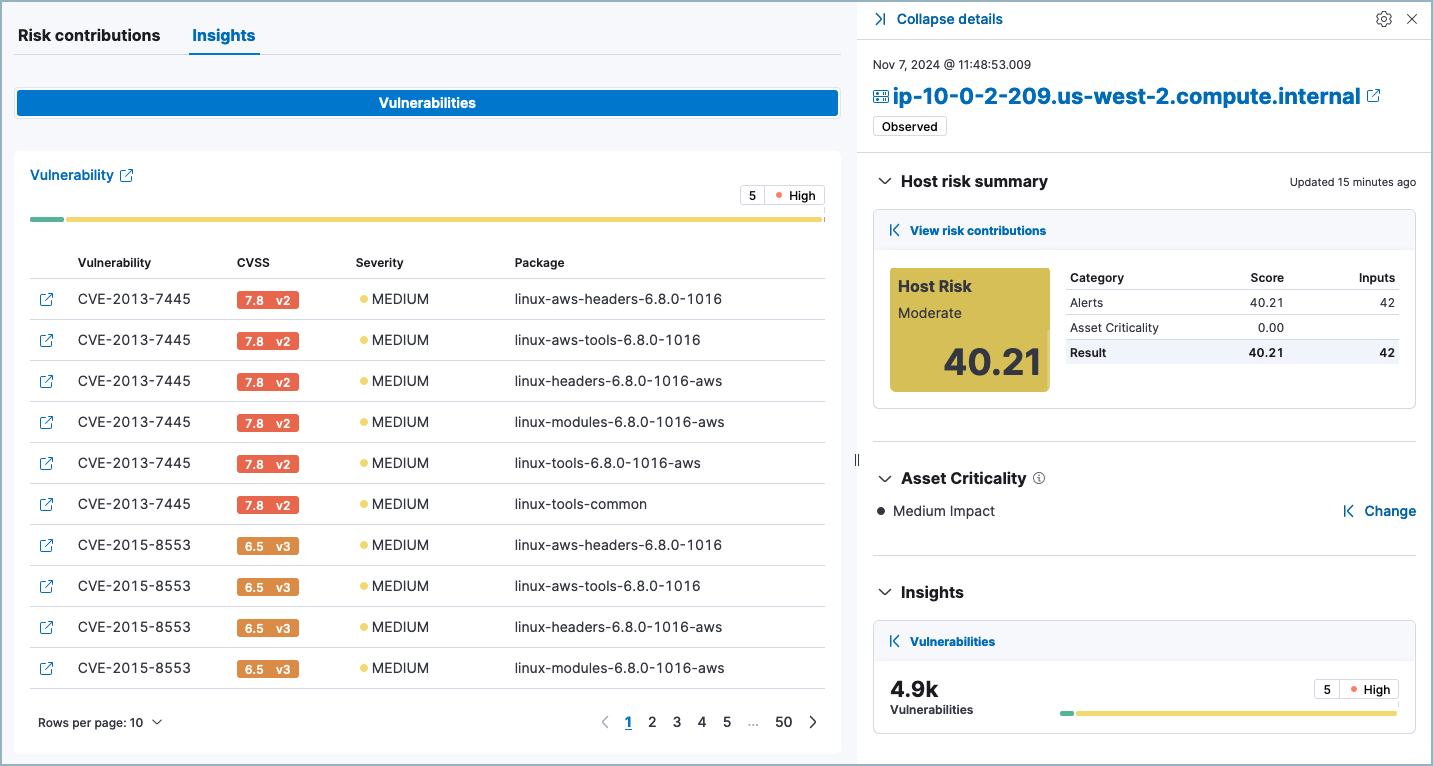 Risk contributions Insights
Vulnerabilities
Vulnerability
5 High
Vulnerability CVSS Severity Package
CVE-2013-7445 7.8 v2 MEDIUM linux-aws-headers-6.8.0-1016
CVE-2013-7445 7.8 v2 MEDIUM linux-aws-tools-6.8.0-1016
CVE-2013-7445 7.8 v2 MEDIUM linux-headers-6.8.0-1016-aws
CVE-2013-7445 7.8 v2 MEDIUM linux-modules-6.8.0-1016-aws
CVE-2013-7445 7.8 v2 MEDIUM linux-tools-6.8.0-1016-aws
CVE-2013-7445 7.8 v2 MEDIUM linux-tools-common
CVE-2015-8553 6.5 v3 MEDIUM linux-aws-headers-6.8.0-1016
CVE-2015-8553 6.5 v3 MEDIUM linux-aws-tools-6.8.0-1016
CVE-2015-8553 6.5 v3 MEDIUM linux-headers-6.8.0-1016-aws
CVE-2015-8553 6.5 v3 MEDIUM linux-modules-6.8.0-1016-aws
Rows per page: 10
1 2 3 4 5 ... 50
Collapse details
Nov 7, 2024 @ 11:48:53.009
ip-10-0-2-209.us-west-2.compute.internal
Observed
Host risk summary Updated 15 minutes ago
View risk contributions
Host Risk
Moderate
40.21
Category Score Inputs
Alerts 40.21 42
Asset Criticality 0.00
Result 40.21 42
Asset Criticality
Medium Impact Change
Insights
Vulnerabilities
4.9k
Vulnerabilities
5 High